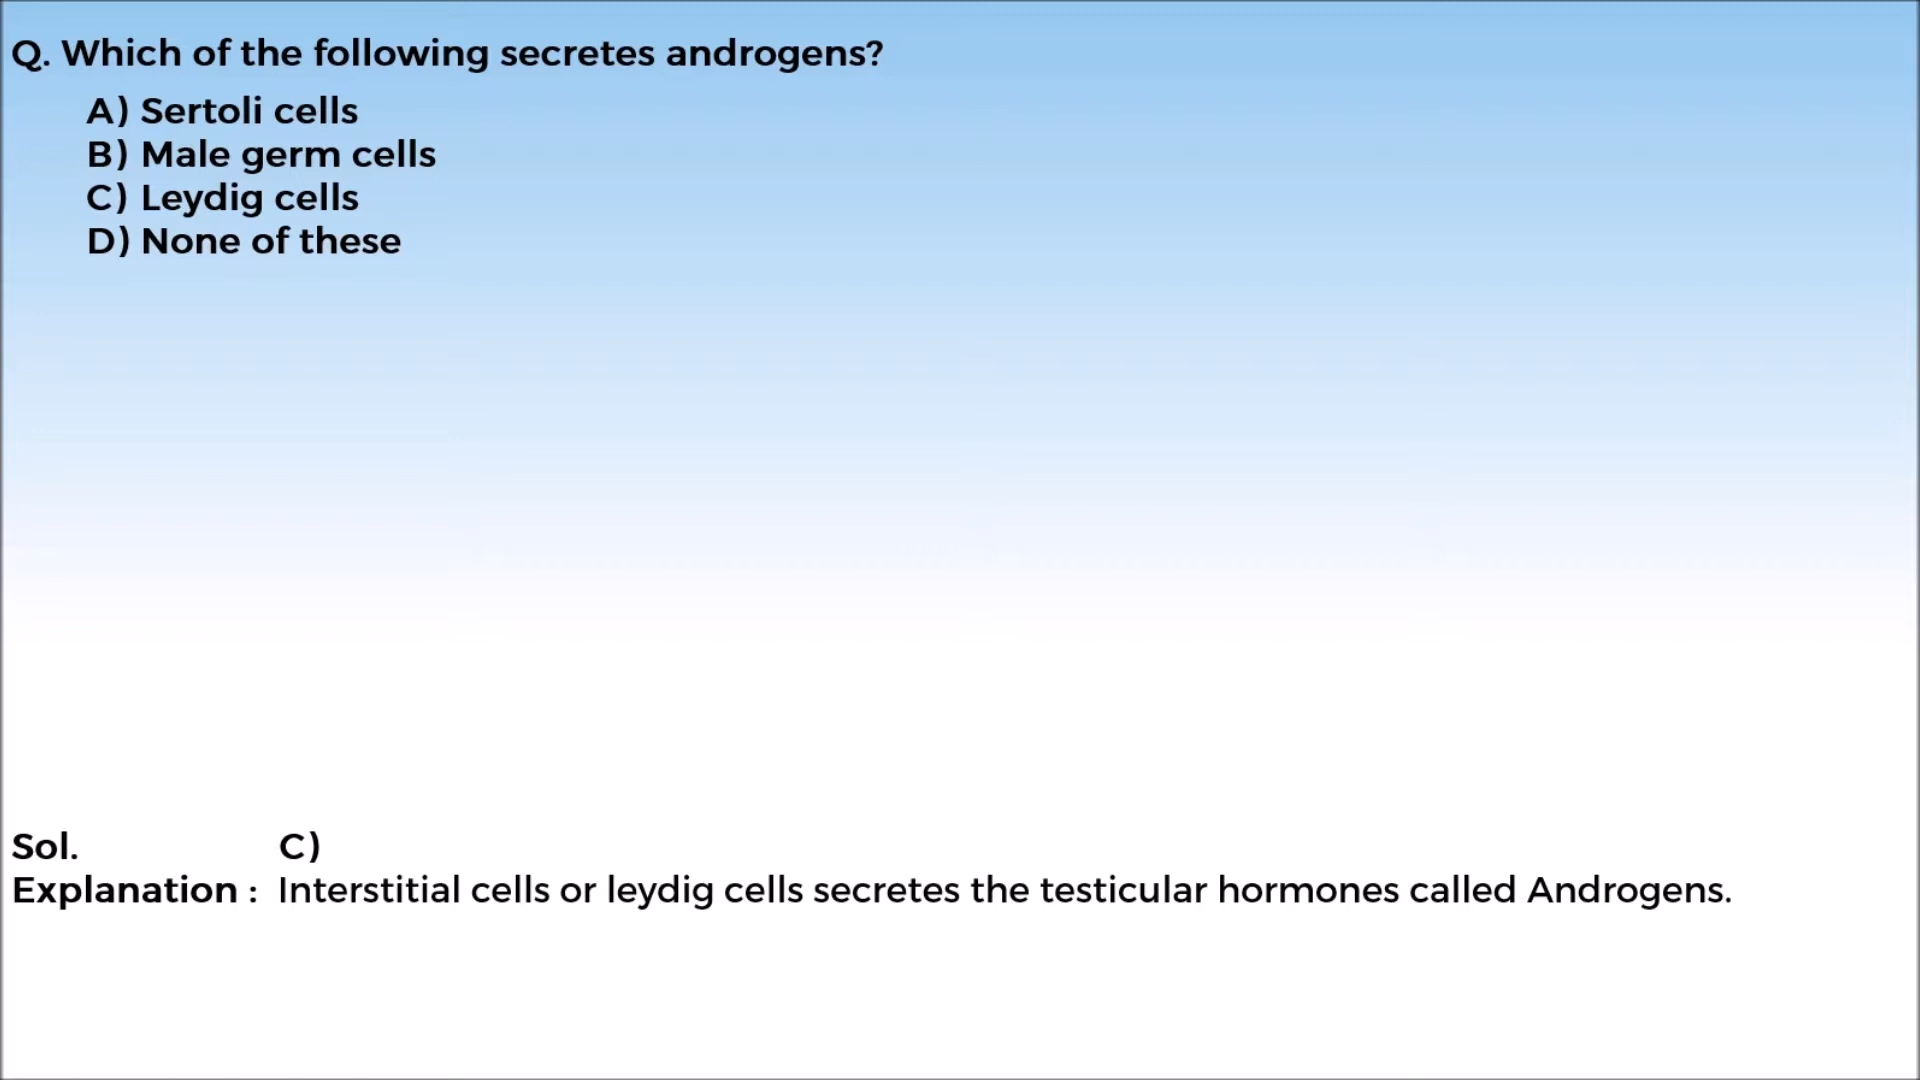 Q. Which of the following secretes androgens?
A) Sertoli cells
B) Male germ cells
C) Leydig cells
D) None of these
Sol. C)
Explanation : Interstitial cells or leydig cells secretes the testicular hormones called Androgens.